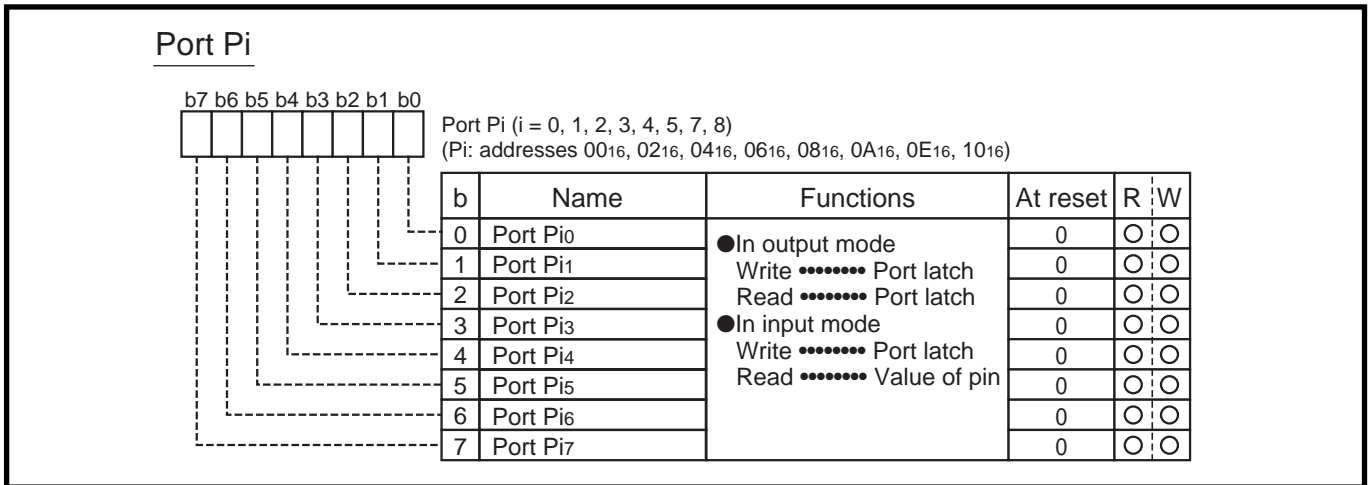 Port Pi
b7 b6 b5 b4 b3 b2 b1 b0
Port Pi (i = 0, 1, 2, 3, 4, 5, 7, 8)
(Pi: addresses 0016, 0216, 0416, 0616, 0816, 0A16, 0E16, 1016)
b Name Functions At reset R W
0 Port Pi0 0 O O
●In output mode
1 Port Pi1 0 O O
Write •••••••• Port latch
2 Port Pi2 0 O O
Read •••••••• Port latch
3 Port Pi3 0 O O
●In input mode
4 Port Pi4 0 O O
Write •••••••• Port latch
5 Port Pi5 0 O O
Read •••••••• Value of pin
6 Port Pi6 0 O O
7 Port Pi7 0 O O